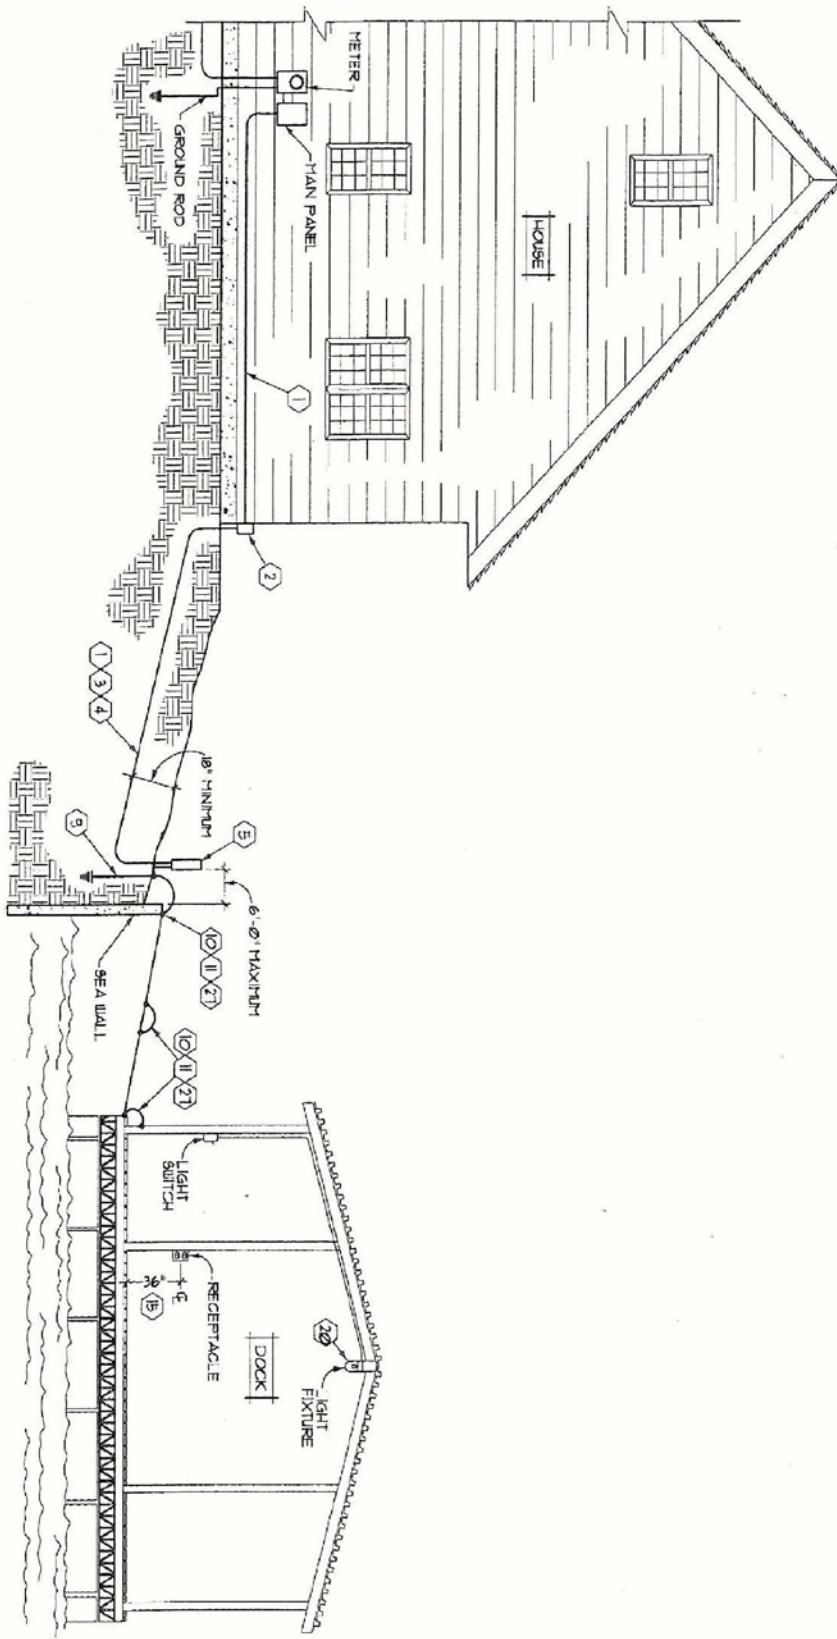 METER
MAIN PANEL
GROUND ROD
HOUSE
1
2
1 3 4
18" MINIMUM
5
9
6'-0" MAXIMUM
10 11 27
SEA WALL
10 11 27
LIGHT
SWITCH
RECEPTACLE
36"
15
℄
DOCK
20
LIGHT
FIXTURE